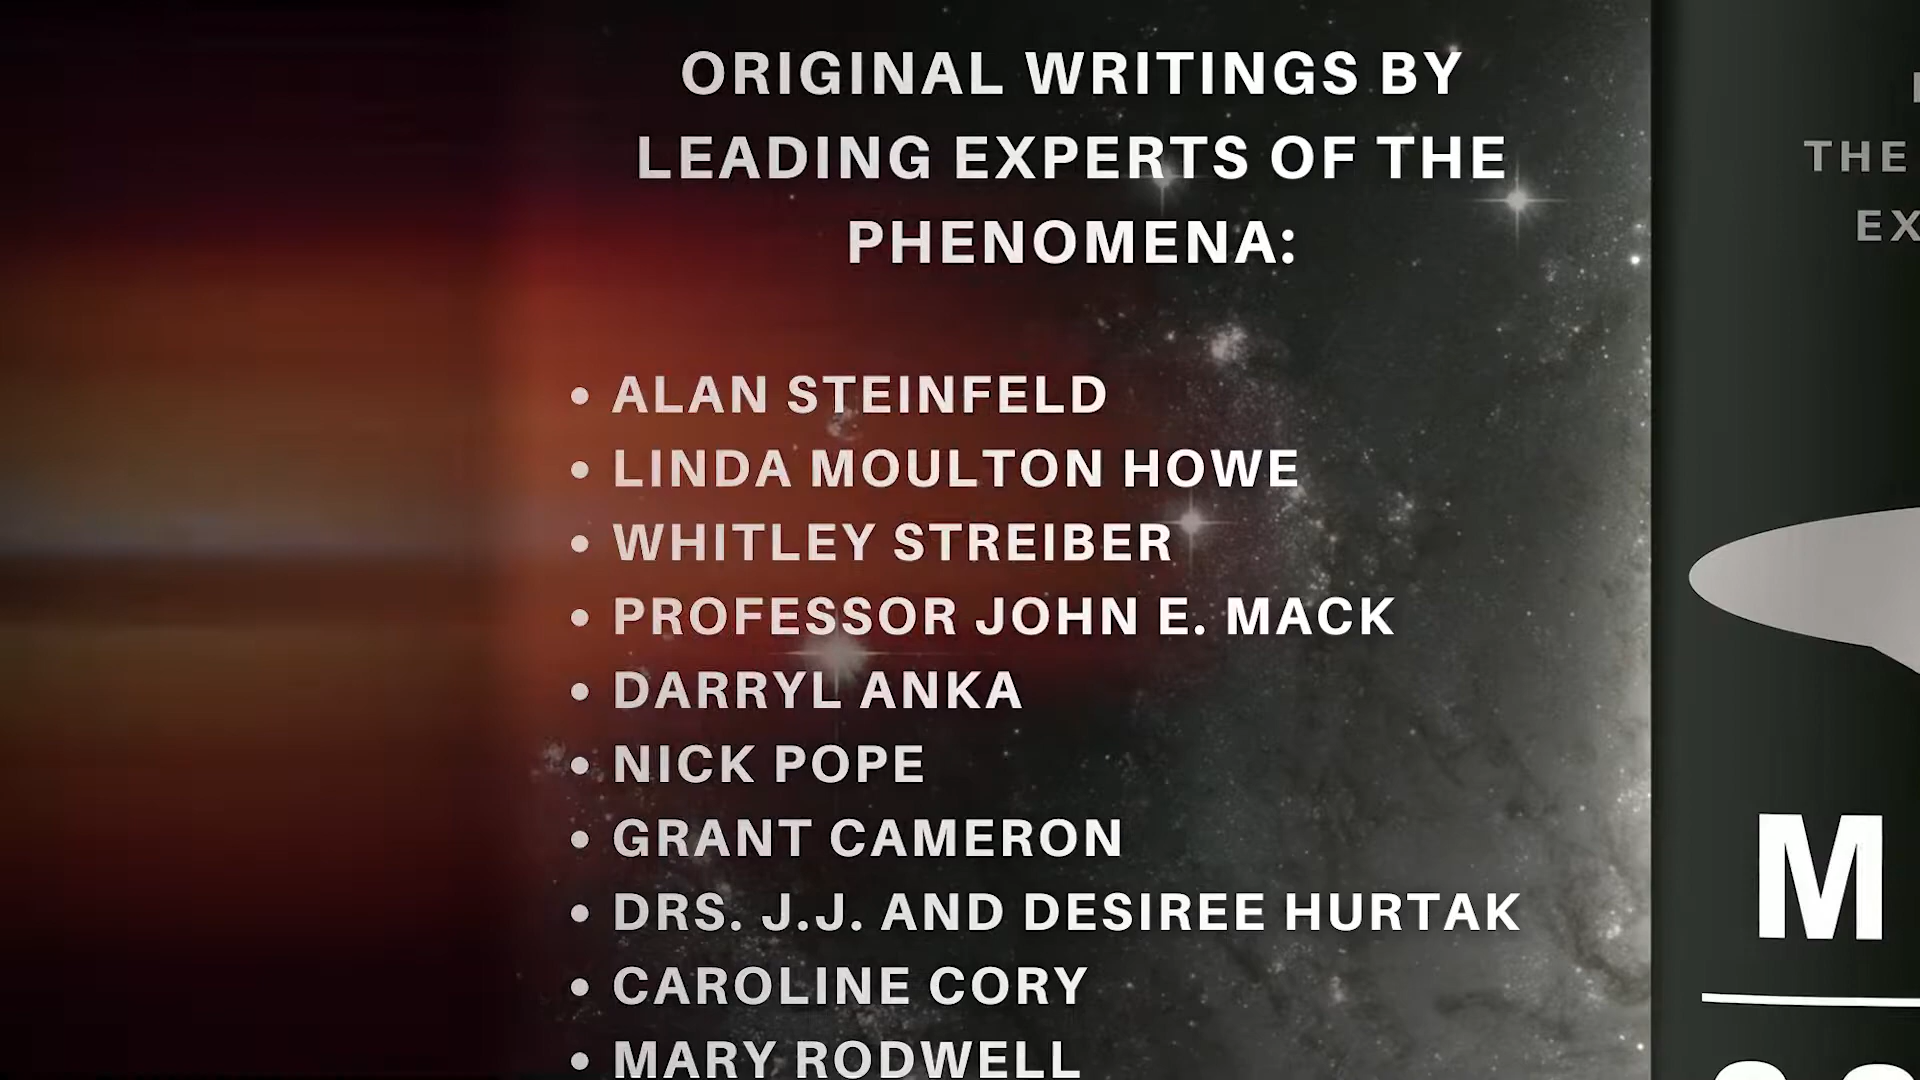 ORIGINAL WRITINGS BY
LEADING EXPERTS OF THE
PHENOMENA:
• ALAN STEINFELD
• LINDA MOULTON HOWE
• WHITLEY STREIBER
• PROFESSOR JOHN E. MACK
• DARRYL ANKA
• NICK POPE
• GRANT CAMERON
• DRS. J.J. AND DESIREE HURTAK
• CAROLINE CORY
• MARY RODWELL
THE
EX
M